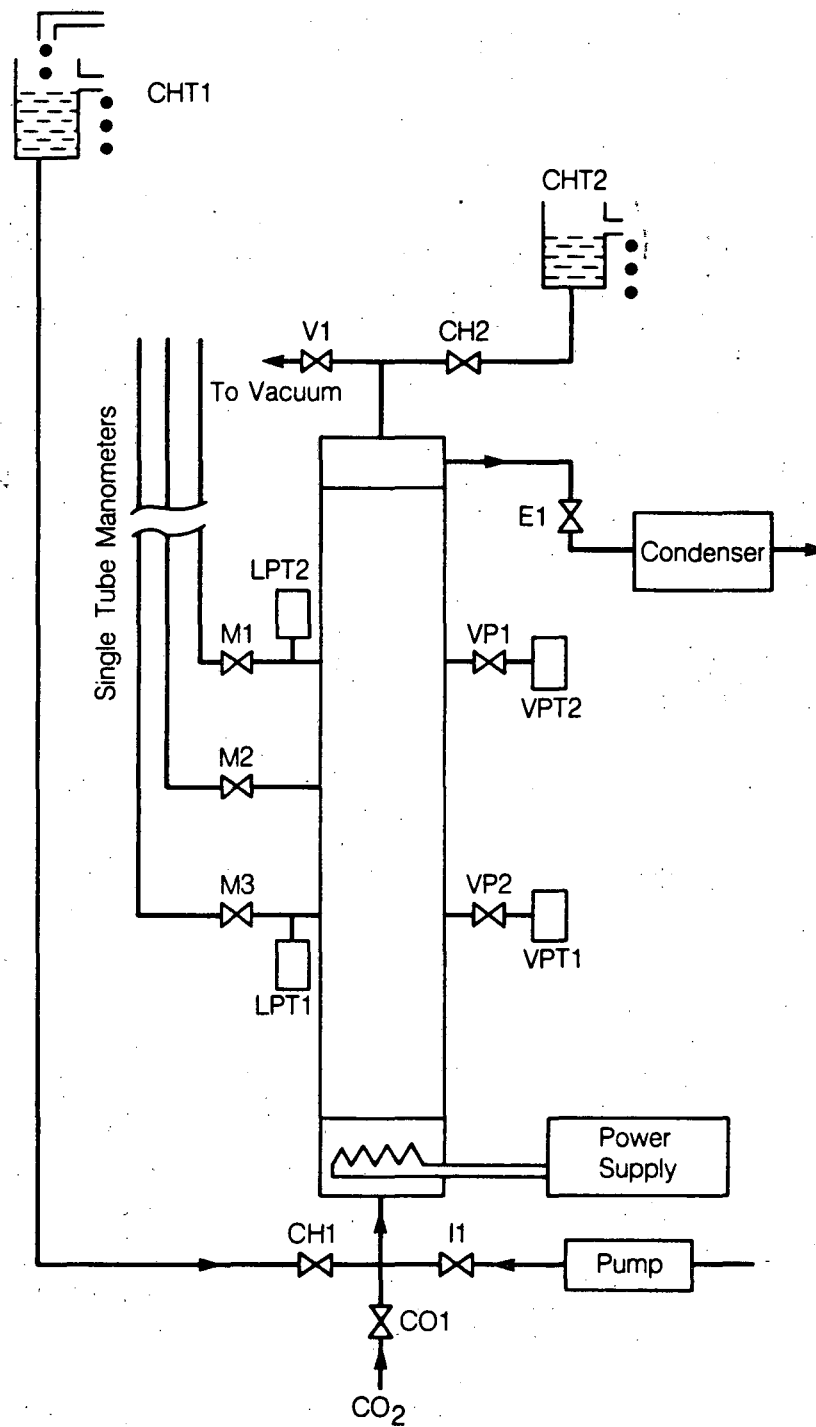 CHT1
CHT2
V1
CH2
To Vacuum
Single Tube Manometers
E1
Condenser
LPT2
M1
VP1
VPT2
M2
M3
VP2
LPT1
VPT1
Power
Supply
CH1
I1
Pump
CO1
CO₂